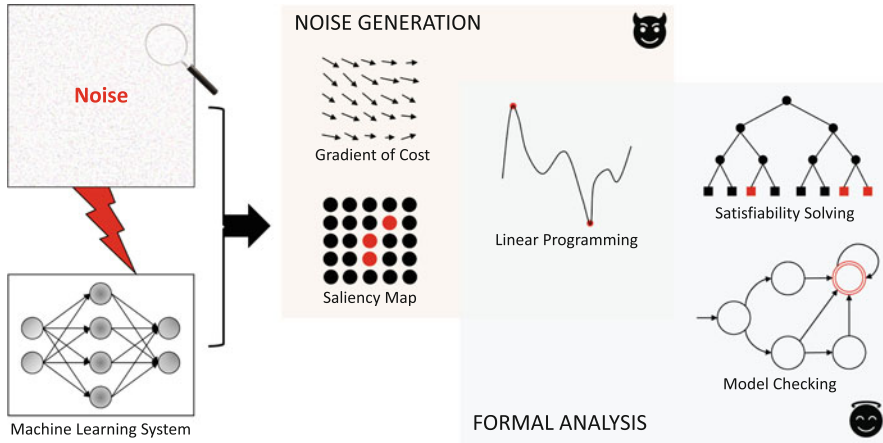 Noise
Machine Learning System
NOISE GENERATION
Gradient of Cost
Saliency Map
Linear Programming
Satisfiability Solving
Model Checking
FORMAL ANALYSIS